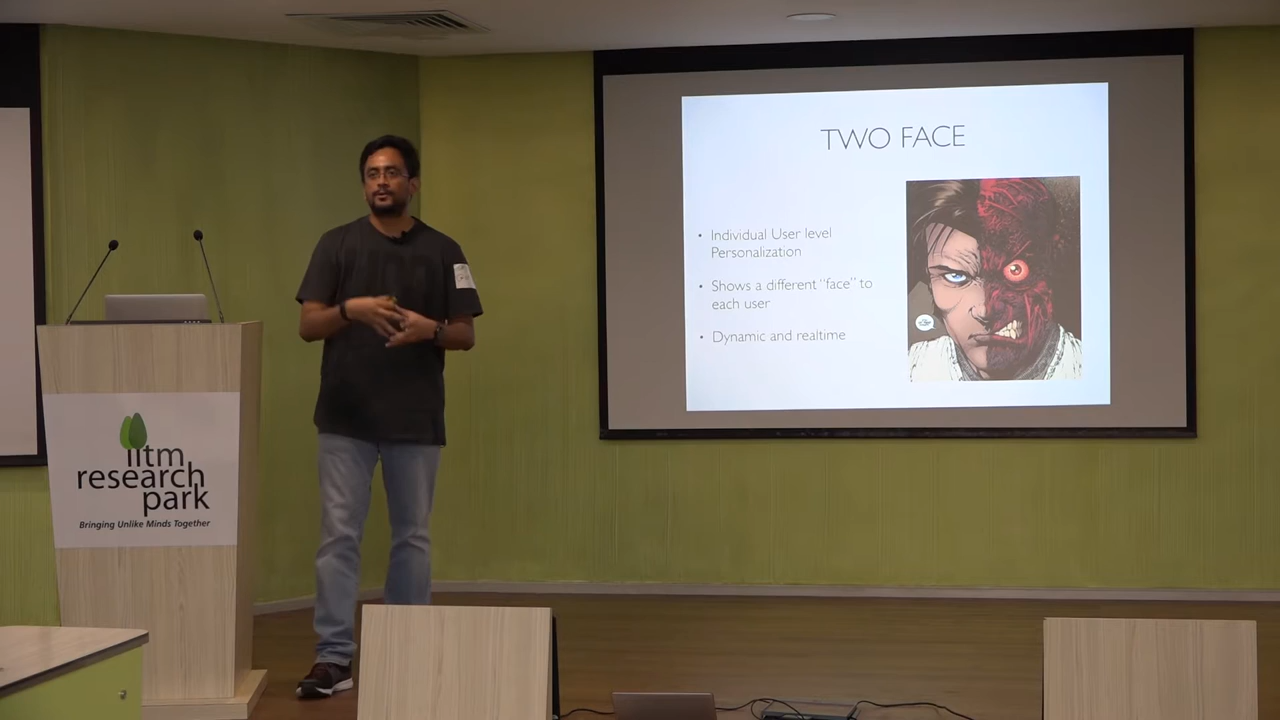 TWO FACE
• Individual User level
Personalization
• Shows a different "face" to
each user
• Dynamic and realtime
iitm
research
park
Bringing Unlike Minds Together